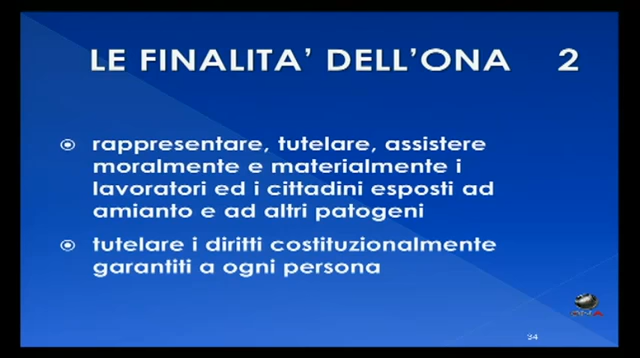 LE FINALITA' DELL'ONA 2
rappresentare, tutelare, assistere
moralmente e materialmente i
lavoratori ed i cittadini esposti ad
amianto e ad altri patogeni
tutelare i diritti costituzionalmente
garantiti a ogni persona
ONA
34